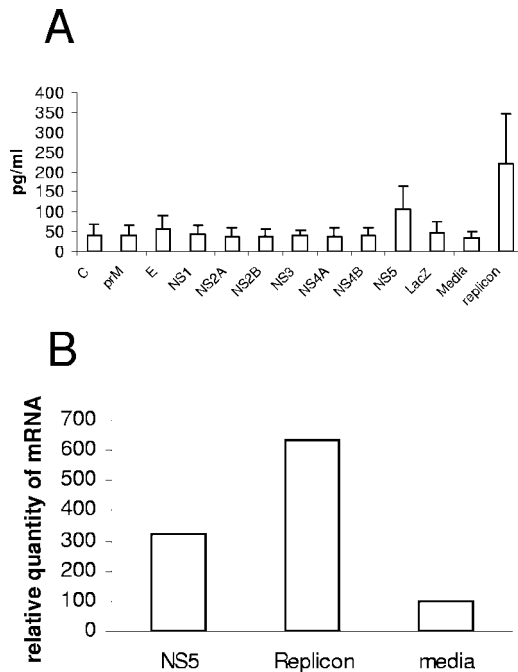 A
pg/ml
400
350
300
250
200
150
100
50
0
C
prM
E
NS1
NS2A
NS2B
NS3
NS4A
NS4B
NS5
LacZ
Media
replicon
B
relative quantity of mRNA
700
600
500
400
300
200
100
0
NS5
Replicon
media